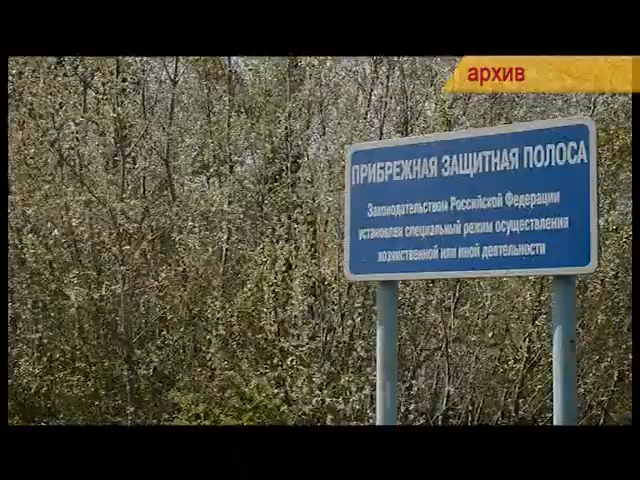 архив
ПРИБРЕЖНАЯ ЗАЩИТНАЯ ПОЛОСА
Законодательством Российской Федерации
установлен специальный режим осуществления
хозяйственной или иной деятельности